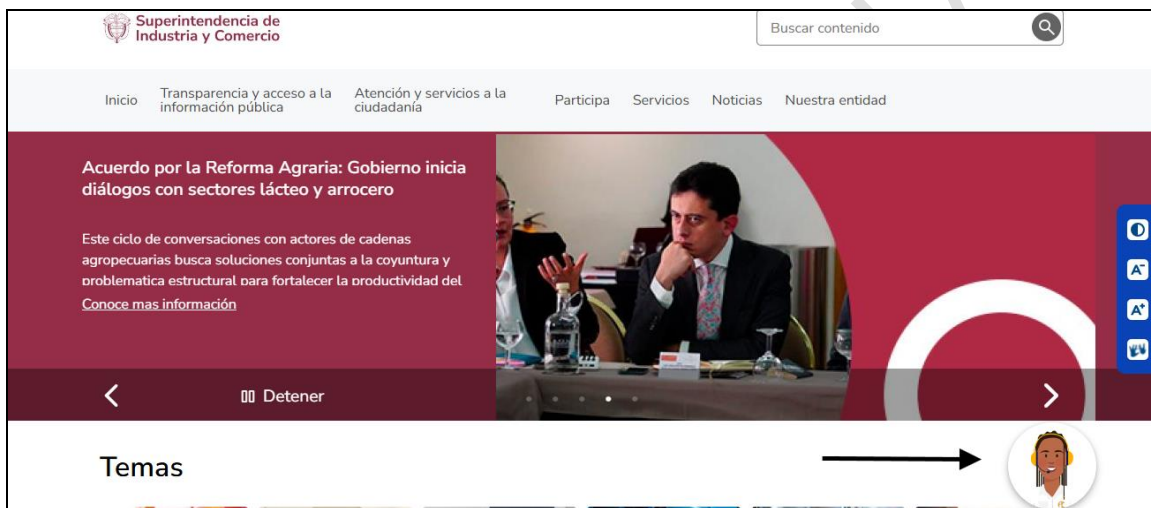 Superintendencia de
Industria y Comercio
Buscar contenido
Inicio
Transparencia y acceso a la
información pública
Atención y servicios a la
ciudadanía
Participa
Servicios
Noticias
Nuestra entidad
Acuerdo por la Reforma Agraria: Gobierno inicia
diálogos con sectores lácteo y arrocero
Este ciclo de conversaciones con actores de cadenas
agropecuarias busca soluciones conjuntas a la coyuntura y
problematica estructural para fortalecer la productividad del
Conoce mas información
A-
A+
Detener
Temas